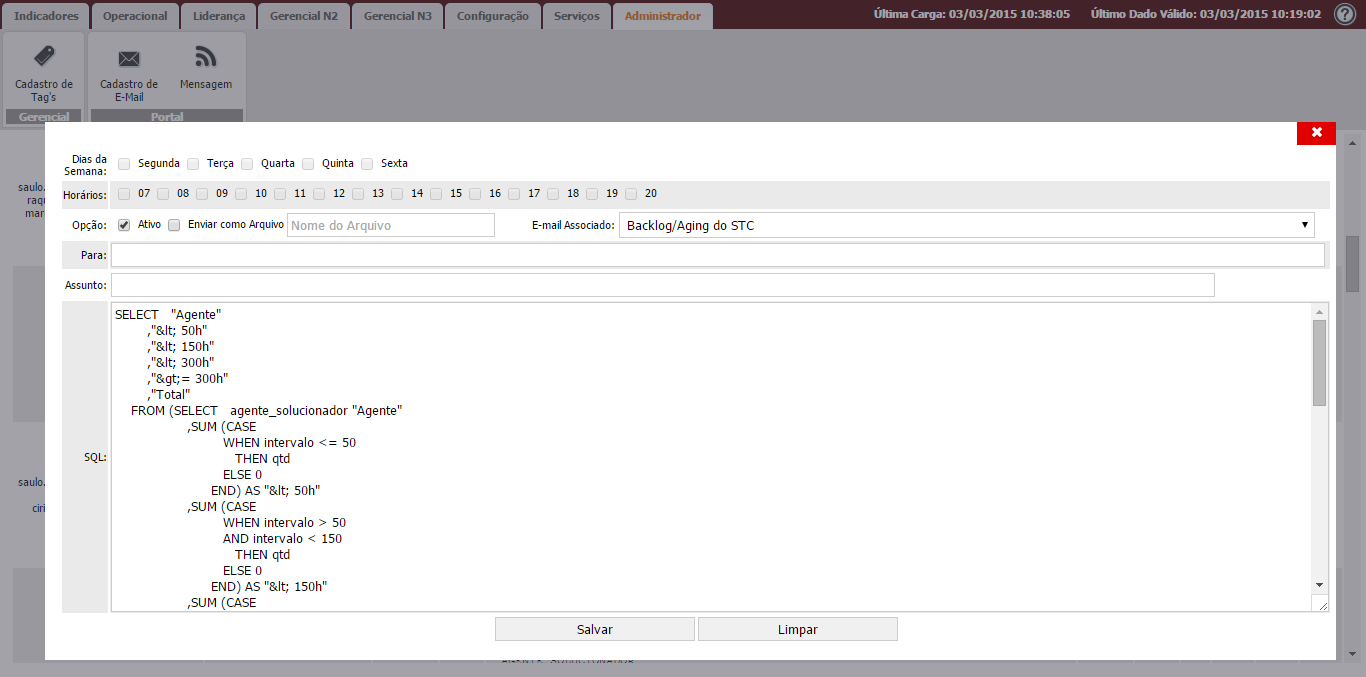 Indicadores Operacional Liderança Gerencial N2 Gerencial N3 Configuração Serviços Administrador Última Carga: 03/03/2015 10:38:05 Último Dado Válido: 03/03/2015 10:19:02 ?
Cadastro de Tag's
Cadastro de E-Mail
Mensagem
Gerencial Portal
Dias da Semana: Segunda Terça Quarta Quinta Sexta
saulo.
Horários: 07 08 09 10 11 12 13 14 15 16 17 18 19 20
Opção: Ativo Enviar como Arquivo Nome do Arquivo E-mail Associado: Backlog/Aging do STC
Para:
Assunto:
SQL:
SELECT "Agente"
,"&lt; 50h"
,"&lt; 150h"
,"&lt; 300h"
,"&gt;= 300h"
,"Total"
FROM (SELECT agente_solucionador "Agente"
,SUM (CASE
WHEN intervalo <= 50
THEN qtd
ELSE 0
END) AS "&lt; 50h"
,SUM (CASE
WHEN intervalo > 50
AND intervalo < 150
THEN qtd
ELSE 0
END) AS "&lt; 150h"
,SUM (CASE
saulo.
Salvar Limpar